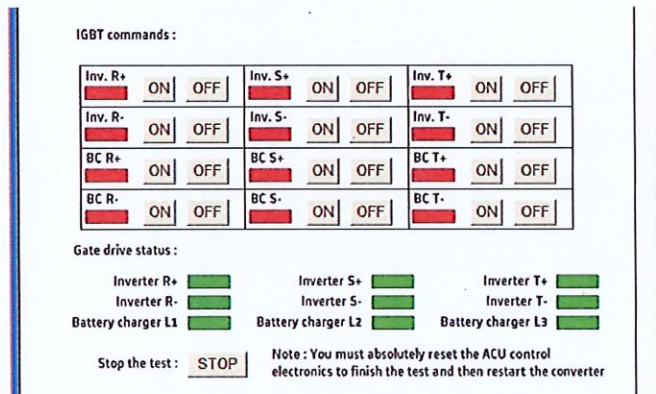 IGBT commands :
Inv. R+ ON OFF Inv. S+ ON OFF Inv. T+ ON OFF
Inv. R- ON OFF Inv. S- ON OFF Inv. T- ON OFF
BC R+ ON OFF BC S+ ON OFF BC T+ ON OFF
BC R- ON OFF BC S- ON OFF BC T- ON OFF
Gate drive status :
Inverter R+ Inverter S+ Inverter T+
Inverter R- Inverter S- Inverter T-
Battery charger L1 Battery charger L2 Battery charger L3
Stop the test : STOP Note : You must absolutely reset the ACU control
electronics to finish the test and then restart the converter